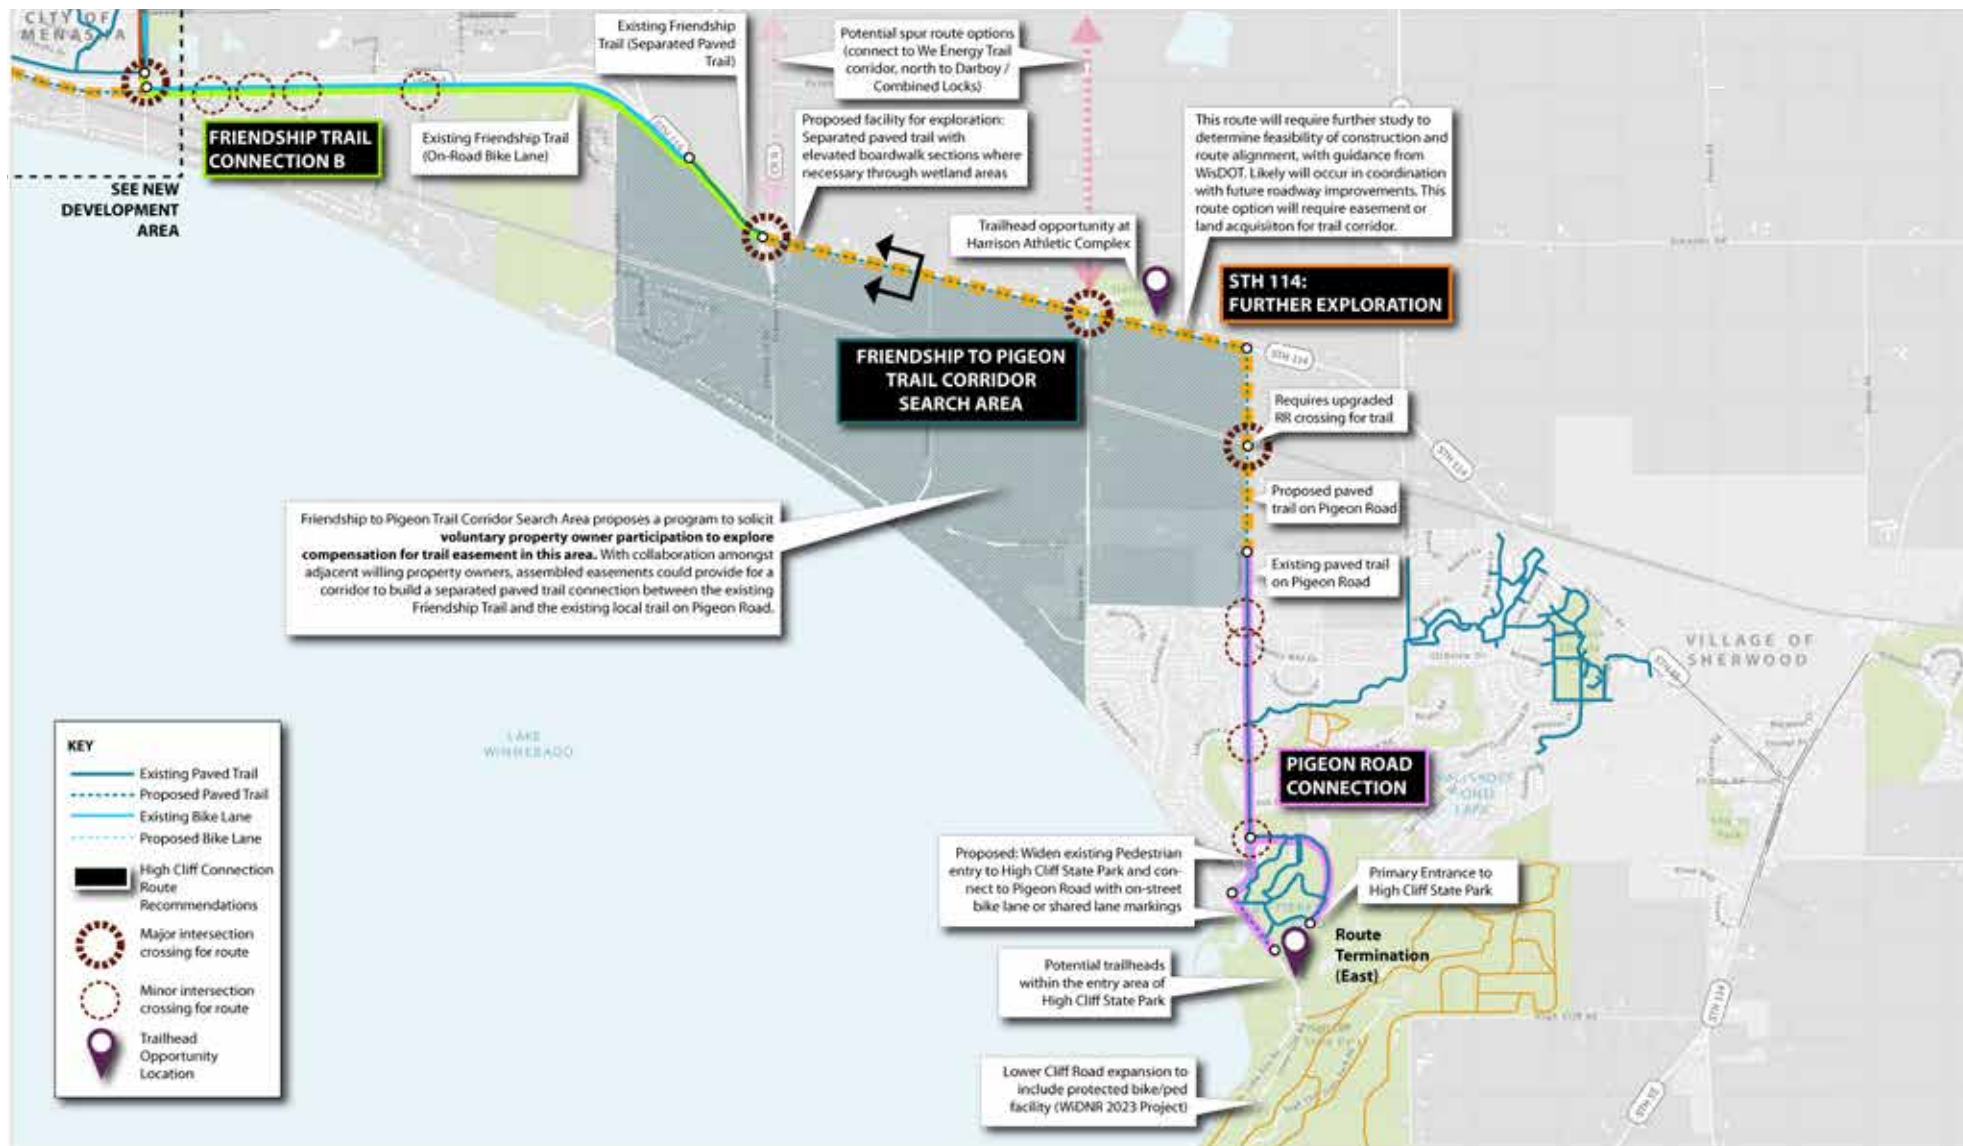 CITY OF
MENASHA
SEE NEW
DEVELOPMENT
AREA
FRIENDSHIP TRAIL
CONNECTION B
Existing Friendship Trail
(On-Road Bike Lane)
Existing Friendship
Trail (Separated Paved
Trail)
Potential spur route options
(connect to We Energy Trail
corridor, north to Darboy /
Combined Locks)
Proposed facility for exploration:
Separated paved trail with
elevated boardwalk sections where
necessary through wetland areas
This route will require further study to
determine feasibility of construction and
route alignment, with guidance from
WisDOT. Likely will occur in coordination
with future roadway improvements. This
route option will require easement or
land acquisiiton for trail corridor.
Trailhead opportunity at
Harrison Athletic Complex
STH 114:
FURTHER EXPLORATION
FRIENDSHIP TO PIGEON
TRAIL CORRIDOR
SEARCH AREA
STH 114
STH 114
Requires upgraded
RR crossing for trail
Proposed paved
trail on Pigeon Road
Existing paved trail
on Pigeon Road
Friendship to Pigeon Trail Corridor Search Area proposes a program to solicit
voluntary property owner participation to explore
compensation for trail easement in this area. With collaboration amongst
adjacent willing property owners, assembled easements could provide for a
corridor to build a separated paved trail connection between the existing
Friendship Trail and the existing local trail on Pigeon Road.
VILLAGE OF
SHERWOOD
LAKE
WINNEBAGO
PIGEON ROAD
CONNECTION
KEY
Existing Paved Trail
Proposed Paved Trail
Existing Bike Lane
Proposed Bike Lane
High Cliff Connection
Route
Recommendations
Major intersection
crossing for route
Minor intersection
crossing for route
Trailhead
Opportunity
Location
Proposed: Widen existing Pedestrian
entry to High Cliff State Park and con-
nect to Pigeon Road with on-street
bike lane or shared lane markings
Primary Entrance to
High Cliff State Park
Route
Termination
(East)
Potential trailheads
within the entry area of
High Cliff State Park
Lower Cliff Road expansion to
include protected bike/ped
facility (WiDNR 2023 Project)
STH 114
STH 55